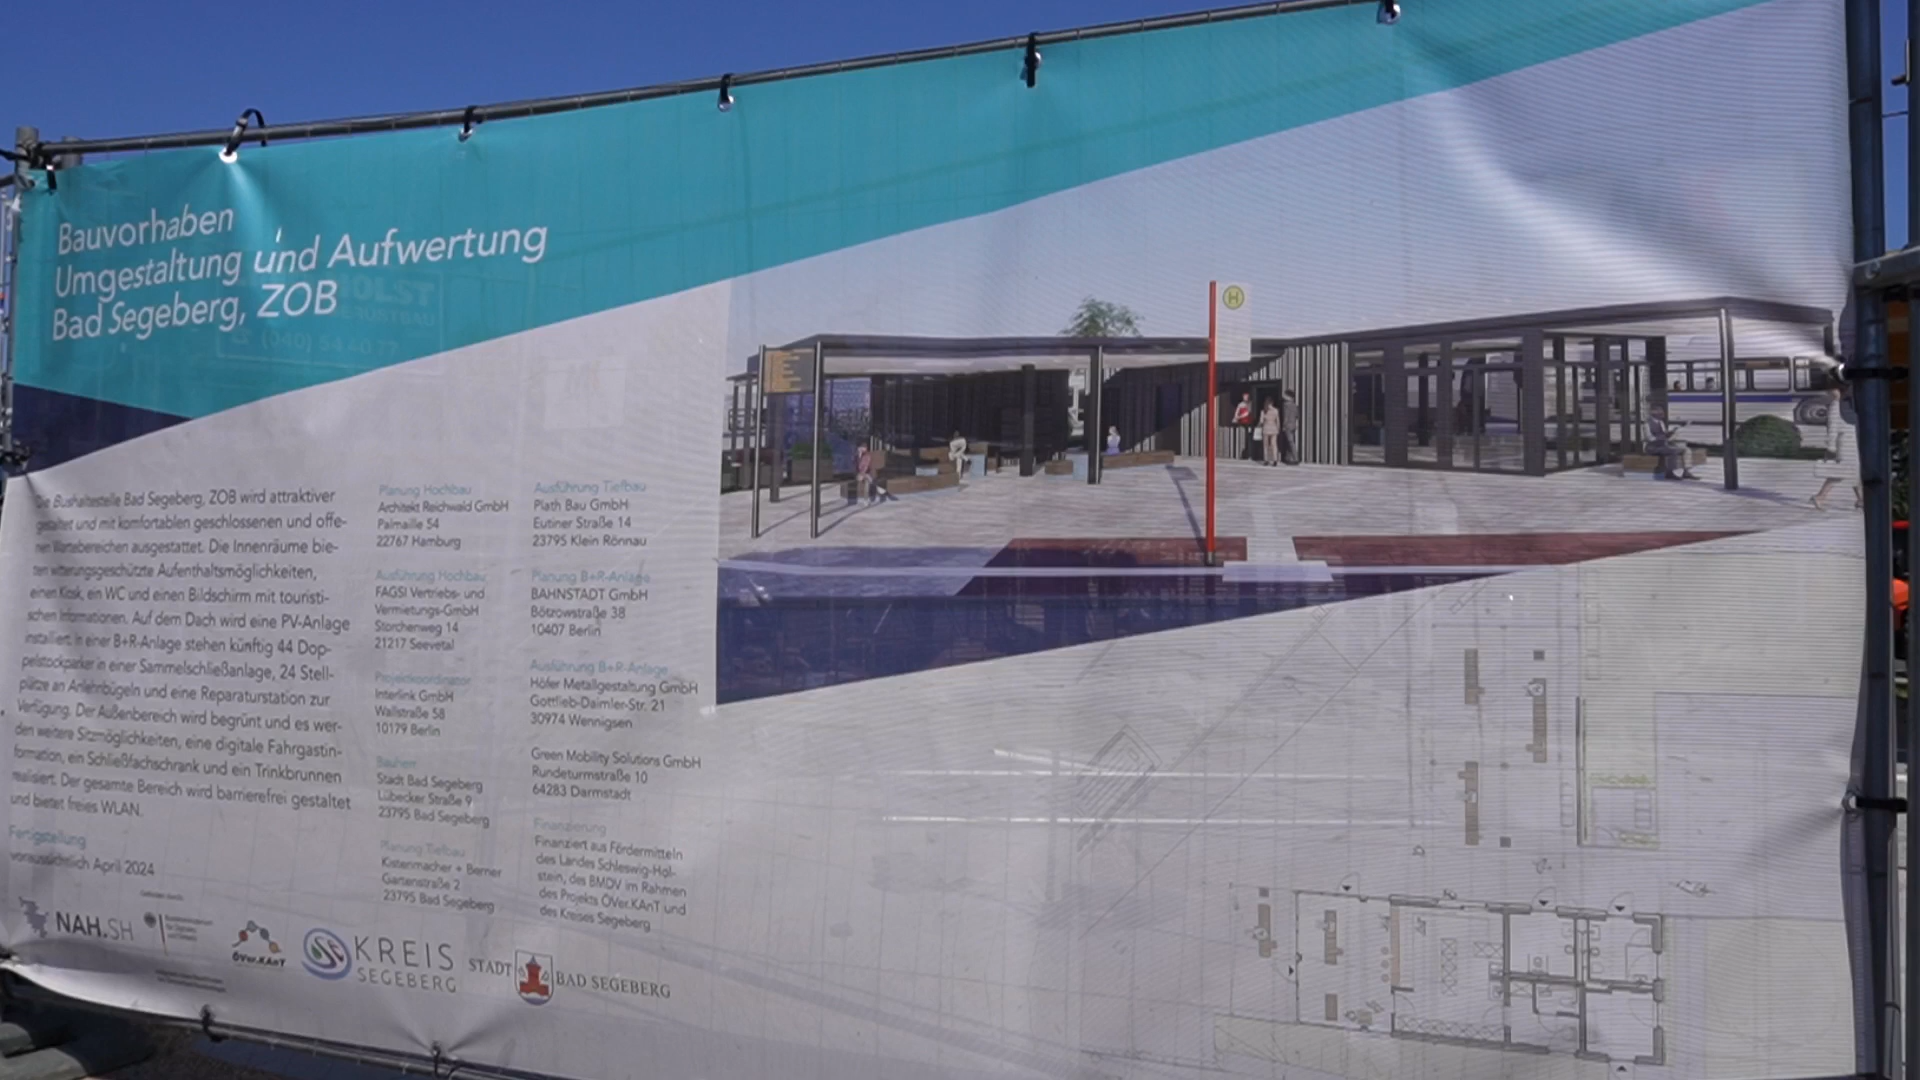 Bauvorhaben
Umgestaltung und Aufwertung
Bad Segeberg, ZOB
OLST
(040) 54 40 77
H
Die Bushaltestelle Bad Segeberg, ZOB wird attraktiver
gestaltet und mit komfortablen geschlossenen und offe-
nen Wartebereichen ausgestattet. Die Innenräume bie-
ten witterungsgeschützte Aufenthaltsmöglichkeiten,
einen Kiosk, ein WC und einen Bildschirm mit touristi-
schen Informationen. Auf dem Dach wird eine PV-Anlage
installiert. In einer B+R-Anlage stehen künftig 44 Dop-
pelstockparker in einer Sammelschließanlage, 24 Stell-
plätze an Anlehnbügeln und eine Reparaturstation zur
Verfügung. Der Außenbereich wird begrünt und es wer-
den weitere Sitzmöglichkeiten, eine digitale Fahrgastin-
formation, ein Schließfachschrank und ein Trinkbrunnen
realisiert. Der gesamte Bereich wird barrierefrei gestaltet
und bietet freies WLAN.
Fertigstellung
voraussichtlich April 2024
Planung Hochbau
Architekt Reichwald GmbH
Palmaille 54
22767 Hamburg
Ausführung Hochbau
FAGSI Vertriebs- und
Vermietungs-GmbH
Storchenweg 14
21217 Seevetal
Projektkoordinator
Interlink GmbH
Wallstraße 58
10179 Berlin
Bauherr
Stadt Bad Segeberg
Lübecker Straße 9
23795 Bad Segeberg
Planung Tiefbau
Kistenmacher + Berner
Gartenstraße 2
23795 Bad Segeberg
Ausführung Tiefbau
Plath Bau GmbH
Eutiner Straße 14
23795 Klein Rönnau
Planung B+R-Anlage
BAHNSTADT GmbH
Bötzowstraße 38
10407 Berlin
Ausführung B+R-Anlage
Höfer Metallgestaltung GmbH
Gottlieb-Daimler-Str. 21
30974 Wennigsen
Green Mobility Solutions GmbH
Rundeturmstraße 10
64283 Darmstadt
Finanzierung
Finanziert aus Fördermitteln
des Landes Schleswig-Hol-
stein, des BMDV im Rahmen
des Projekts ÖVer.KAnT und
des Kreises Segeberg
NAH.SH
Gefördert durch:
ÖVer.KAnT
KREIS
SEGEBERG
STADT BAD SEGEBERG